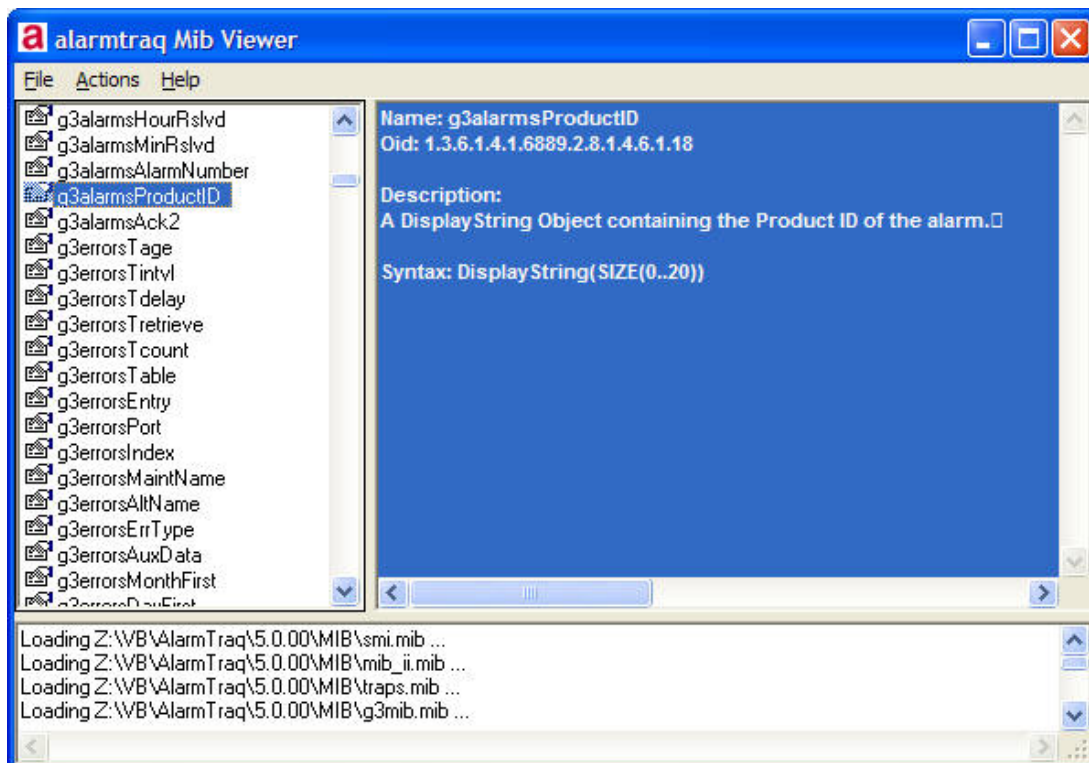 a alarmtraq Mib Viewer
File Actions Help
g3alarmsHourRslvd
g3alarmsMinRslvd
g3alarmsAlarmNumber
g3alarmsProductID
g3alarmsAck2
g3errorsTage
g3errorsTintvl
g3errorsTdelay
g3errorsTretrieve
g3errorsTcount
g3errorsTable
g3errorsEntry
g3errorsPort
g3errorsIndex
g3errorsMaintName
g3errorsAltName
g3errorsErrType
g3errorsAuxData
g3errorsMonthFirst
g3errorsDayFirst
Name: g3alarmsProductID
Oid: 1.3.6.1.4.1.6889.2.8.1.4.6.1.18
Description:
A DisplayString Object containing the Product ID of the alarm.□
Syntax: DisplayString(SIZE(0..20))
Loading Z:\VB\AlarmTraq\5.0.00\MIB\smi.mib ...
Loading Z:\VB\AlarmTraq\5.0.00\MIB\mib_ii.mib ...
Loading Z:\VB\AlarmTraq\5.0.00\MIB\traps.mib ...
Loading Z:\VB\AlarmTraq\5.0.00\MIB\g3mib.mib ...